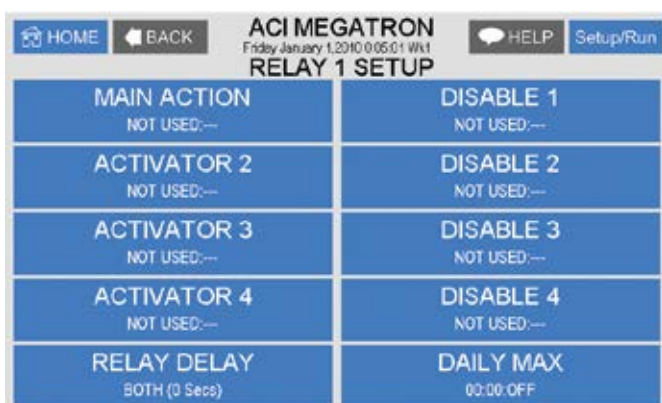 HOME
BACK
ACI MEGATRON
Friday January 1,2010 0:05:01 Wk1
RELAY 1 SETUP
HELP
Setup/Run
MAIN ACTION
NOT USED:---
DISABLE 1
NOT USED:---
ACTIVATOR 2
NOT USED:---
DISABLE 2
NOT USED:---
ACTIVATOR 3
NOT USED:---
DISABLE 3
NOT USED:---
ACTIVATOR 4
NOT USED:---
DISABLE 4
NOT USED:---
RELAY DELAY
BOTH (0 Secs)
DAILY MAX
00:00:OFF